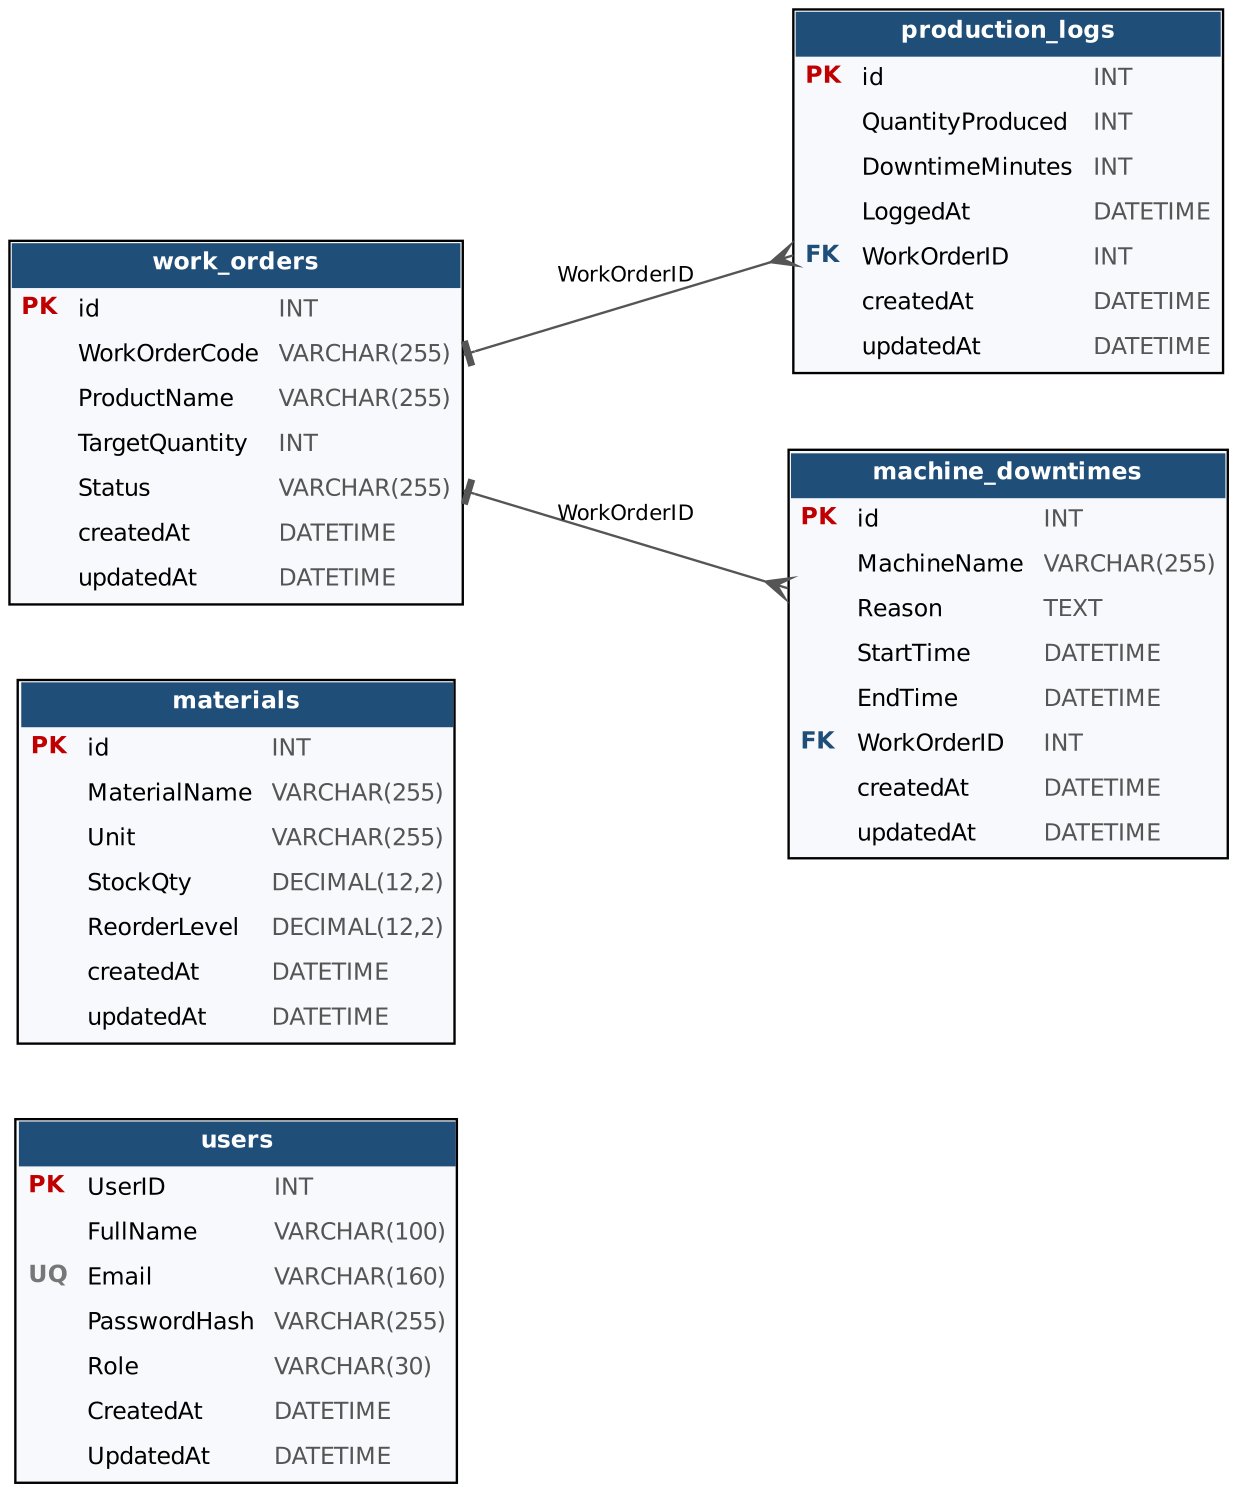 work_orders
PK id INT
WorkOrderCode VARCHAR(255)
ProductName VARCHAR(255)
TargetQuantity INT
Status VARCHAR(255)
createdAt DATETIME
updatedAt DATETIME
WorkOrderID
WorkOrderID
production_logs
PK id INT
QuantityProduced INT
DowntimeMinutes INT
LoggedAt DATETIME
FK WorkOrderID INT
createdAt DATETIME
updatedAt DATETIME
machine_downtimes
PK id INT
MachineName VARCHAR(255)
Reason TEXT
StartTime DATETIME
EndTime DATETIME
FK WorkOrderID INT
createdAt DATETIME
updatedAt DATETIME
materials
PK id INT
MaterialName VARCHAR(255)
Unit VARCHAR(255)
StockQty DECIMAL(12,2)
ReorderLevel DECIMAL(12,2)
createdAt DATETIME
updatedAt DATETIME
users
PK UserID INT
FullName VARCHAR(100)
UQ Email VARCHAR(160)
PasswordHash VARCHAR(255)
Role VARCHAR(30)
CreatedAt DATETIME
UpdatedAt DATETIME